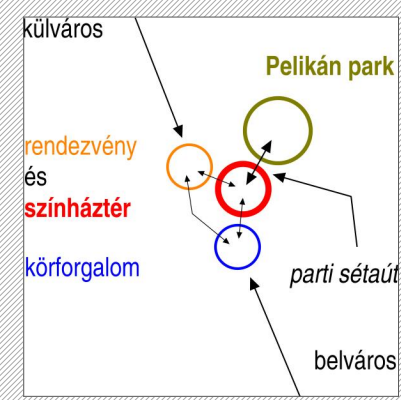 külváros
Pelikán park
rendezvény
és
színháztér
körforgalom
parti sétaút
belváros